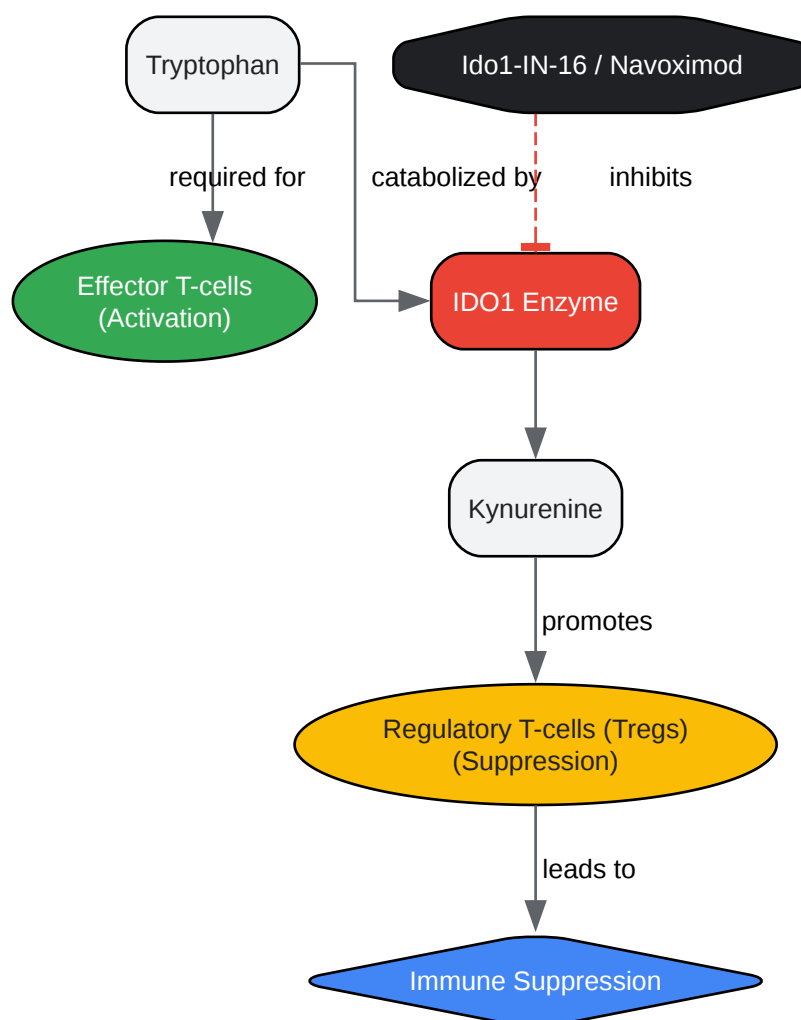 Tryptophan
Ido1-IN-16 / Navoximod
required for
catabolized by
inhibits
Effector T-cells
(Activation)
IDO1 Enzyme
Kynurenine
promotes
Regulatory T-cells (Tregs)
(Suppression)
leads to
Immune Suppression